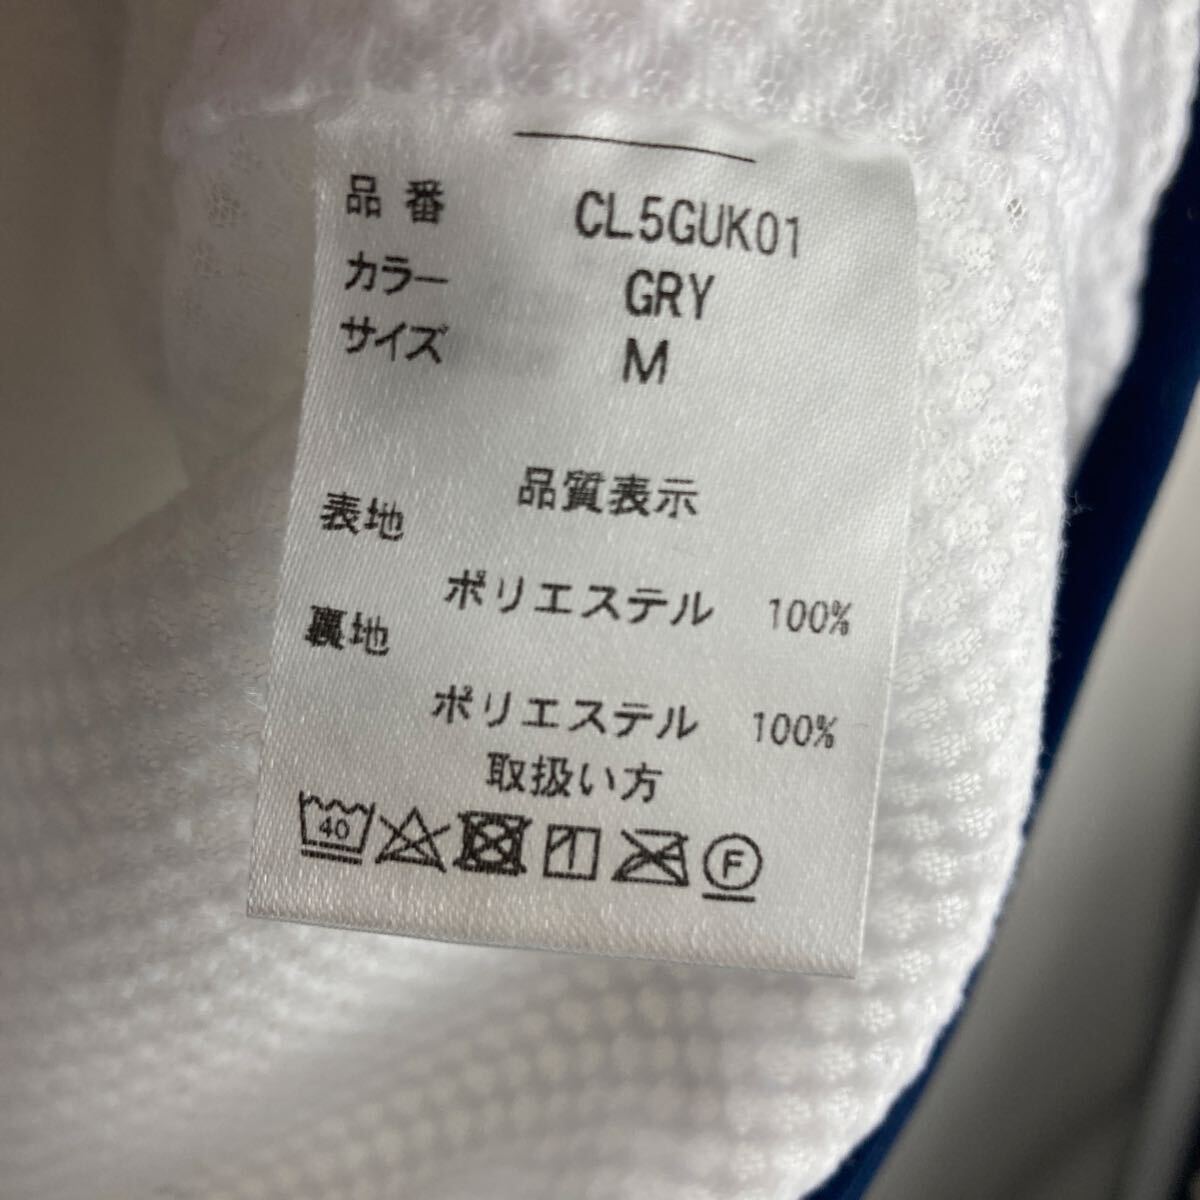 品番 CL5GUK01
カラー GRY
サイズ M
品質表示
表地
ポリエステル 100%
裏地
ポリエステル 100%
取扱い方
40 F